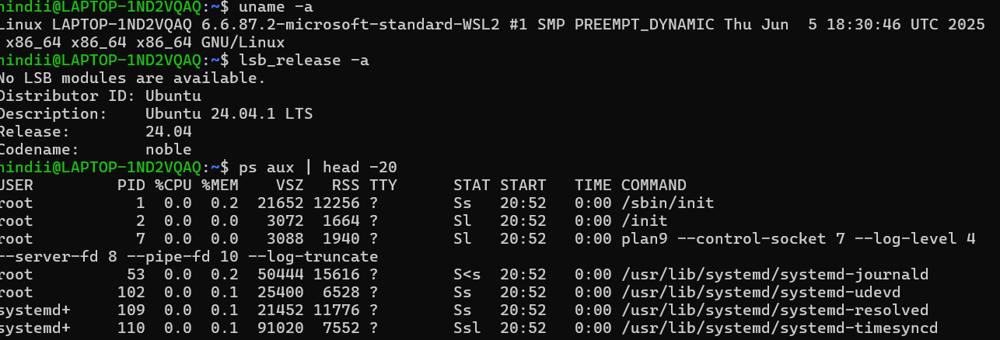 hindii@LAPTOP-1ND2VQAQ:~$ uname -a
Linux LAPTOP-1ND2VQAQ 6.6.87.2-microsoft-standard-WSL2 #1 SMP PREEMPT_DYNAMIC Thu Jun  5 18:30:46 UTC 2025
 x86_64 x86_64 x86_64 GNU/Linux
hindii@LAPTOP-1ND2VQAQ:~$ lsb_release -a
No LSB modules are available.
Distributor ID: Ubuntu
Description:    Ubuntu 24.04.1 LTS
Release:        24.04
Codename:       noble
hindii@LAPTOP-1ND2VQAQ:~$ ps aux | head -20
USER         PID %CPU %MEM    VSZ   RSS TTY      STAT START   TIME COMMAND
root           1  0.0  0.2  21652 12256 ?        Ss   20:52   0:00 /sbin/init
root           2  0.0  0.0   3072  1664 ?        Sl   20:52   0:00 /init
root           7  0.0  0.0   3088  1940 ?        Sl   20:52   0:00 plan9 --control-socket 7 --log-level 4
--server-fd 8 --pipe-fd 10 --log-truncate
root          53  0.0  0.2  50444 15616 ?        S<s  20:52   0:00 /usr/lib/systemd/systemd-journald
root         102  0.0  0.1  25400  6528 ?        Ss   20:52   0:00 /usr/lib/systemd/systemd-udevd
systemd+     109  0.0  0.1  21452 11776 ?        Ss   20:52   0:00 /usr/lib/systemd/systemd-resolved
systemd+     110  0.0  0.1  91020  7552 ?        Ssl  20:52   0:00 /usr/lib/systemd/systemd-timesyncd